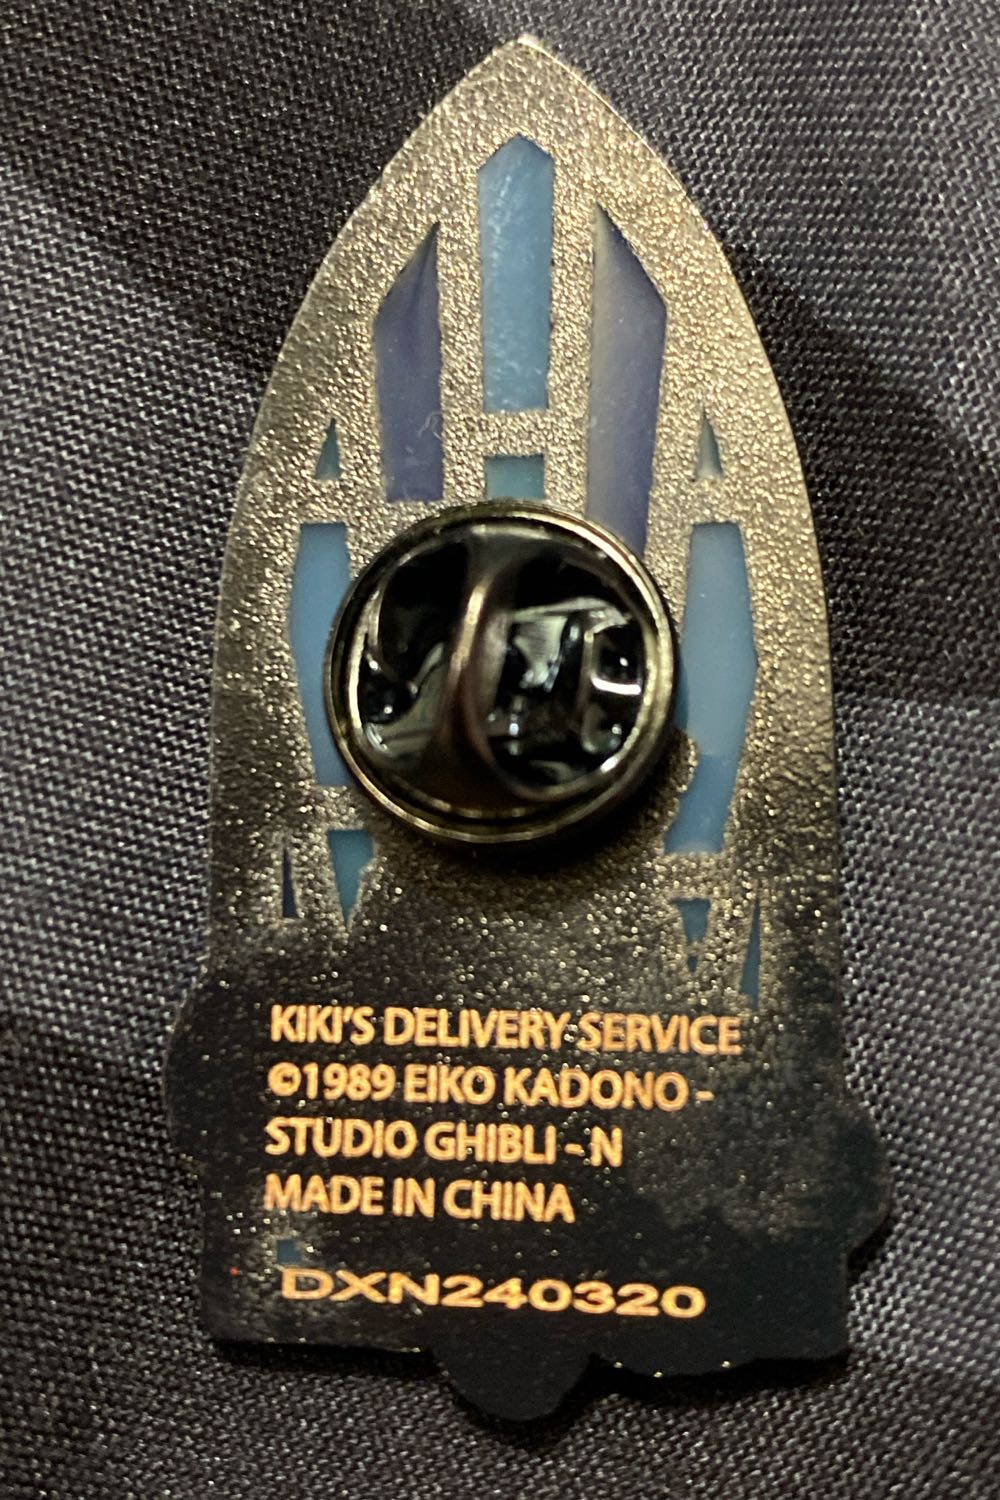 KIKI'S DELIVERY SERVICE
©1989 EIKO KADONO -
STUDIO GHIBLI - N
MADE IN CHINA
DXN240320